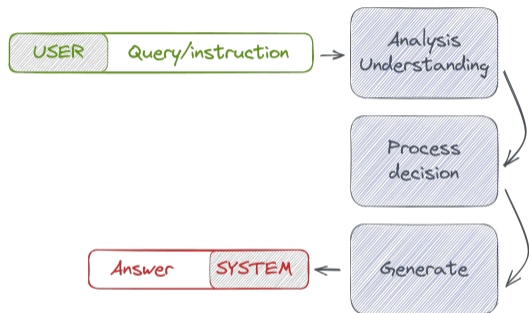 USER Query/instruction
Analysis
Understanding
Process
decision
Generate
Answer SYSTEM